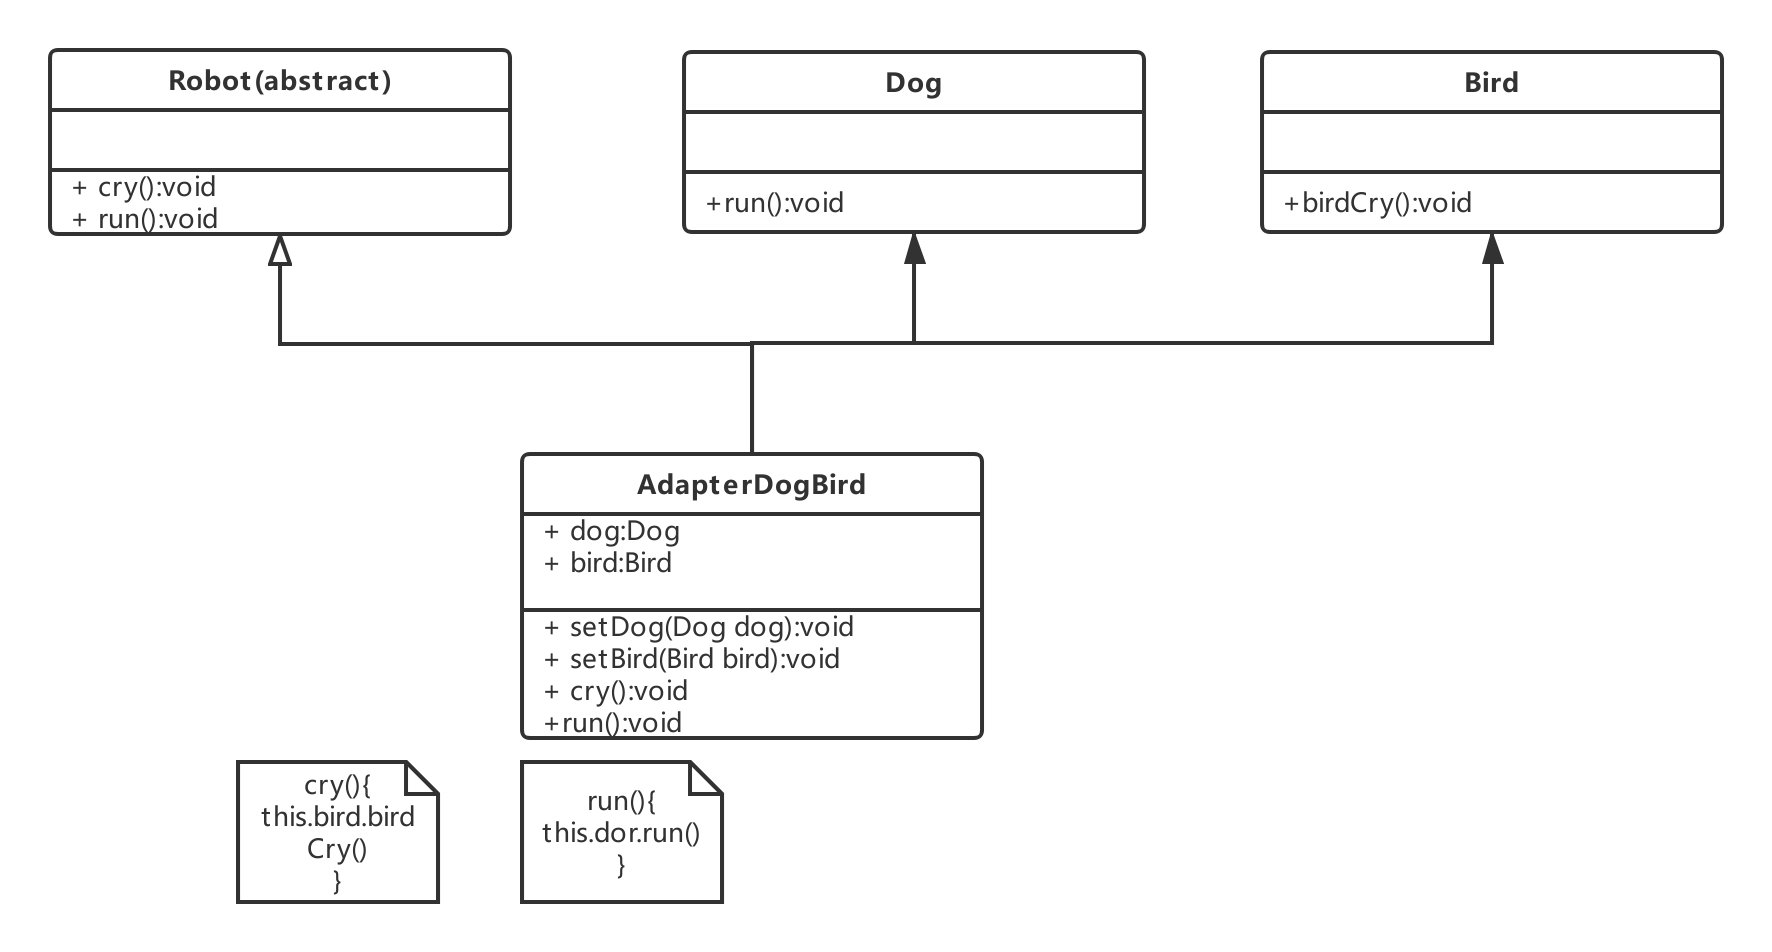 Robot(abstract)
+ cry():void
+ run():void
Dog
+run():void
Bird
+birdCry():void
AdapterDogBird
+ dog:Dog
+ bird:Bird
+ setDog(Dog dog):void
+ setBird(Bird bird):void
+ cry():void
+run():void
cry(){
this.bird.bird
Cry()
}
run(){
this.dor.run()
}